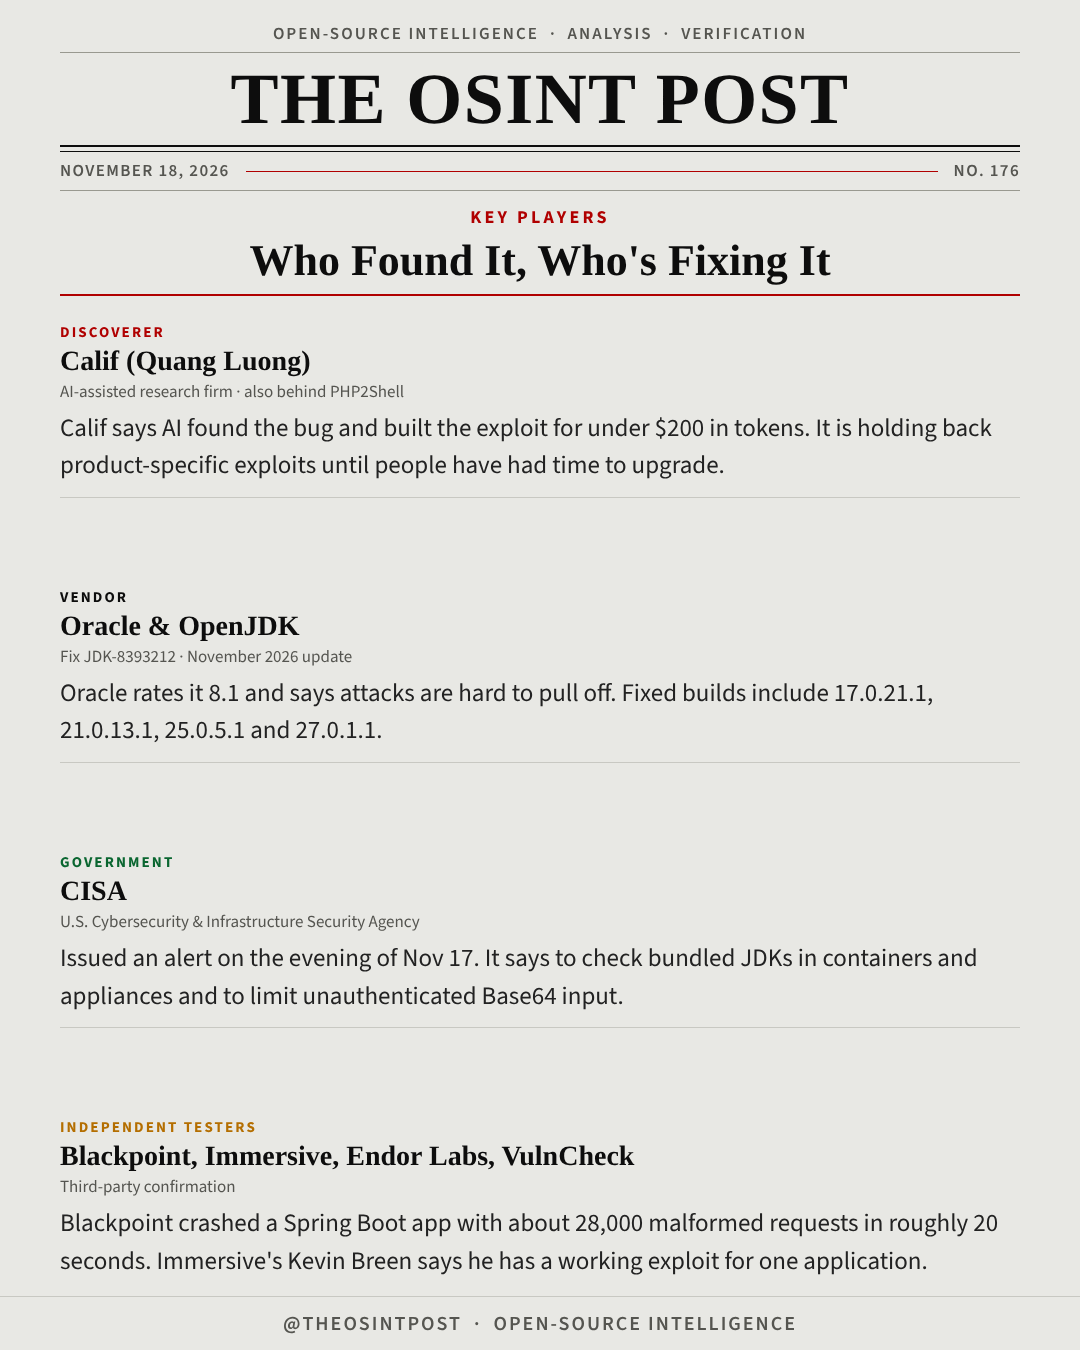 OPEN-SOURCE INTELLIGENCE · ANALYSIS · VERIFICATION
THE OSINT POST
NOVEMBER 18, 2026
NO. 176
KEY PLAYERS
Who Found It, Who's Fixing It
DISCOVERER
Calif (Quang Luong)
AI-assisted research firm · also behind PHP2Shell
Calif says AI found the bug and built the exploit for under $200 in tokens. It is holding back
product-specific exploits until people have had time to upgrade.
VENDOR
Oracle & OpenJDK
Fix JDK-8393212 · November 2026 update
Oracle rates it 8.1 and says attacks are hard to pull off. Fixed builds include 17.0.21.1,
21.0.13.1, 25.0.5.1 and 27.0.1.1.
GOVERNMENT
CISA
U.S. Cybersecurity & Infrastructure Security Agency
Issued an alert on the evening of Nov 17. It says to check bundled JDKs in containers and
appliances and to limit unauthenticated Base64 input.
INDEPENDENT TESTERS
Blackpoint, Immersive, Endor Labs, VulnCheck
Third-party confirmation
Blackpoint crashed a Spring Boot app with about 28,000 malformed requests in roughly 20
seconds. Immersive's Kevin Breen says he has a working exploit for one application.
@THEOSINTPOST · OPEN-SOURCE INTELLIGENCE